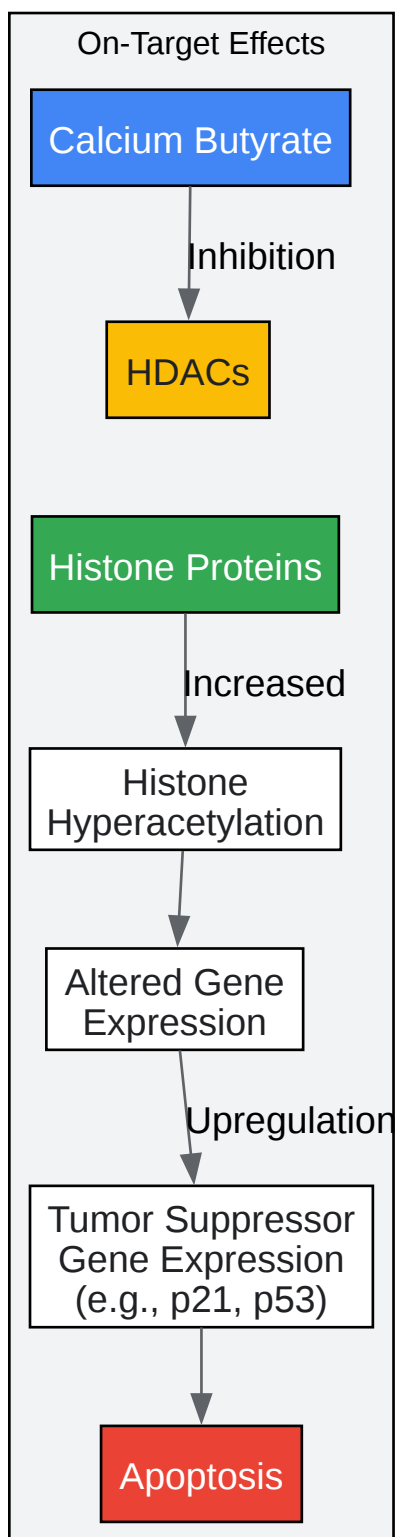 On-Target Effects
Calcium Butyrate
Inhibition
HDACs
Histone Proteins
Increased
Histone
Hyperacetylation
Altered Gene
Expression
Upregulation
Tumor Suppressor
Gene Expression
(e.g., p21, p53)
Apoptosis